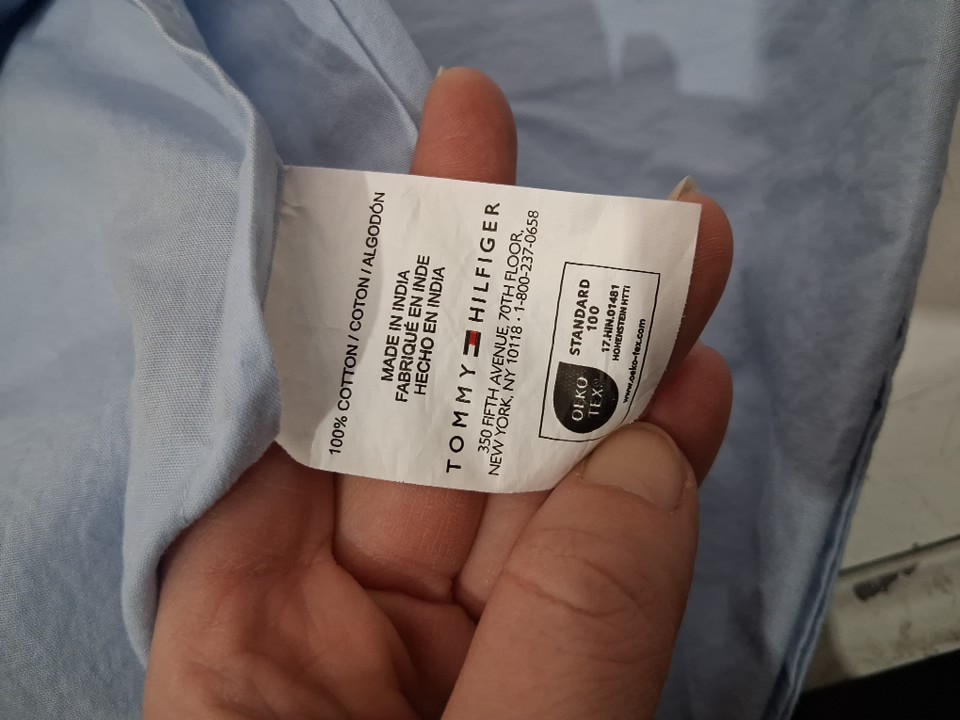 100% COTTON / COTON / ALGODÓN
MADE IN INDIA
FABRIQUÉ EN INDE
HECHO EN INDIA
TOMMY HILFIGER
350 FIFTH AVENUE, 70TH FLOOR,
NEW YORK, NY 10118 · 1-800-237-0658
OEKO
TEX®
STANDARD
100
17.HIN.01481
HOHENSTEIN HTTI
www.oeko-tex.com